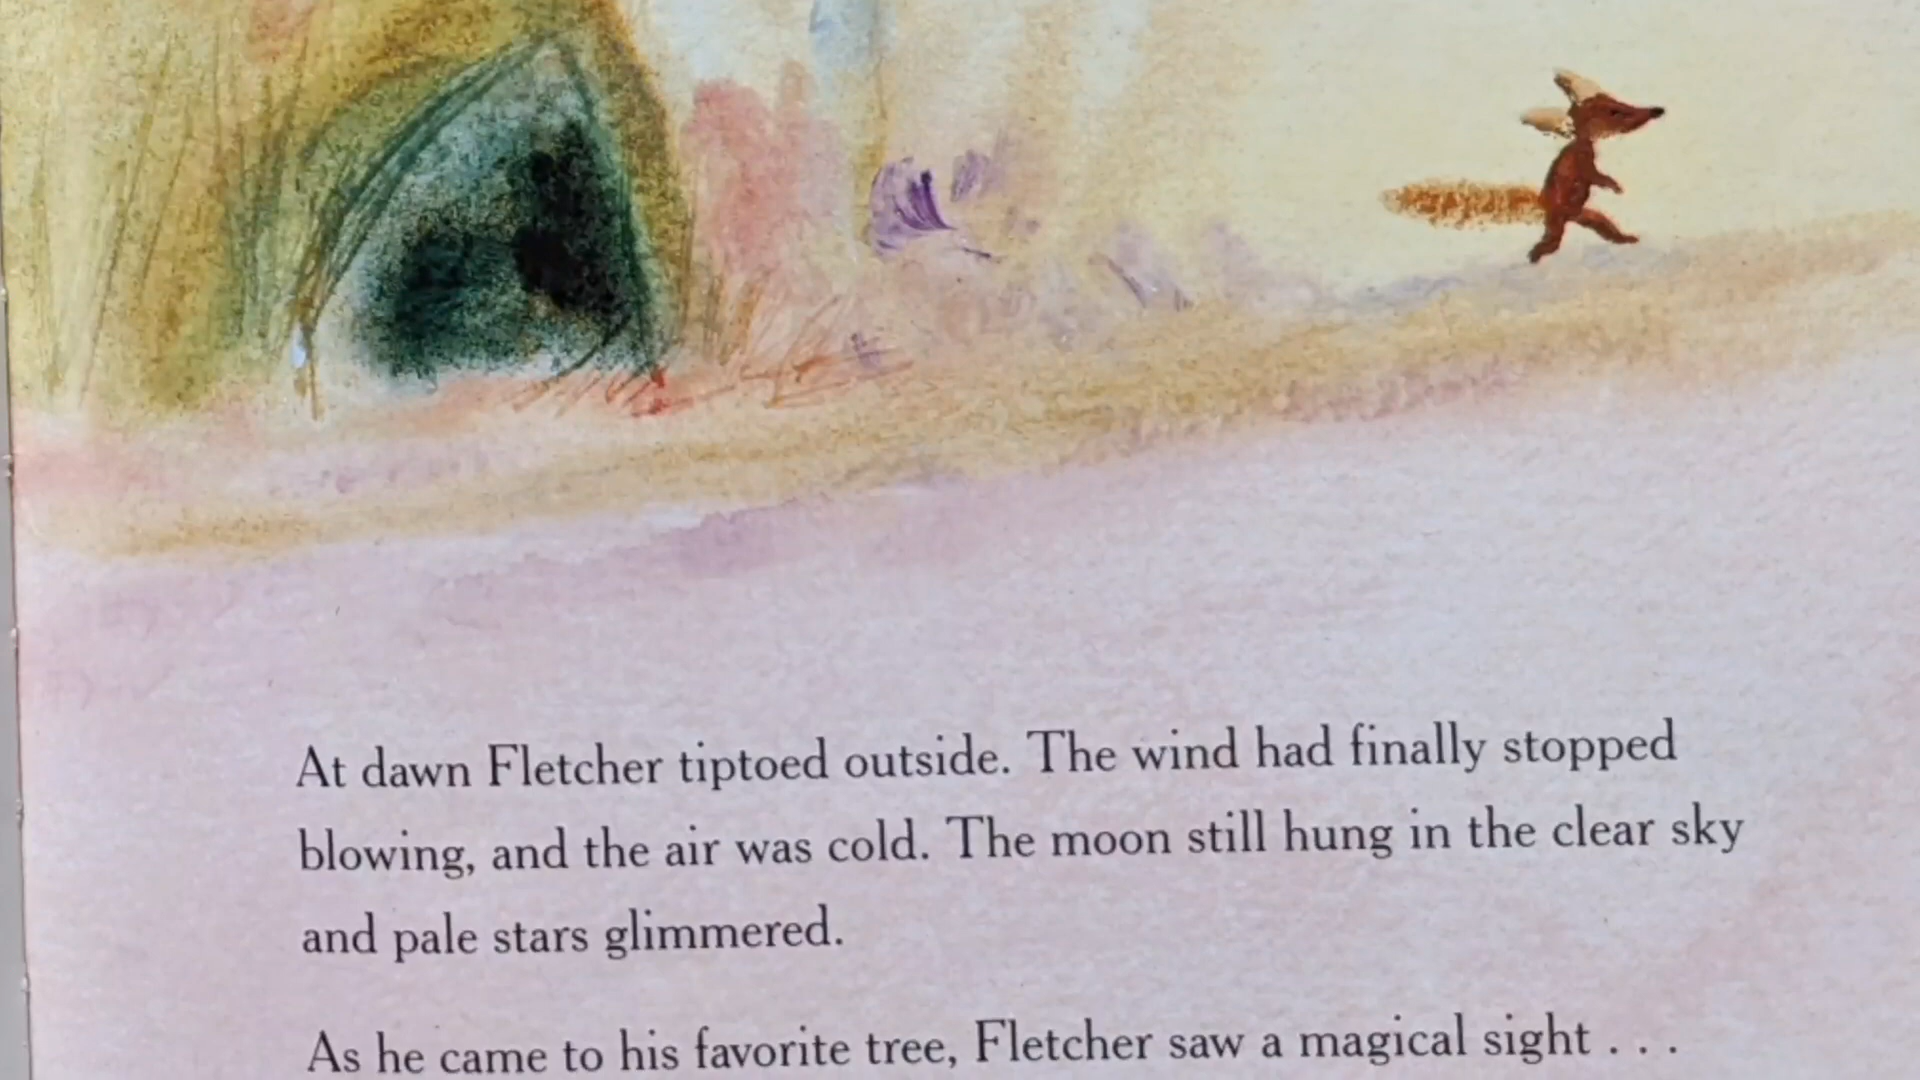 At dawn Fletcher tiptoed outside. The wind had finally stopped
blowing, and the air was cold. The moon still hung in the clear sky
and pale stars glimmered.
As he came to his favorite tree, Fletcher saw a magical sight . . .